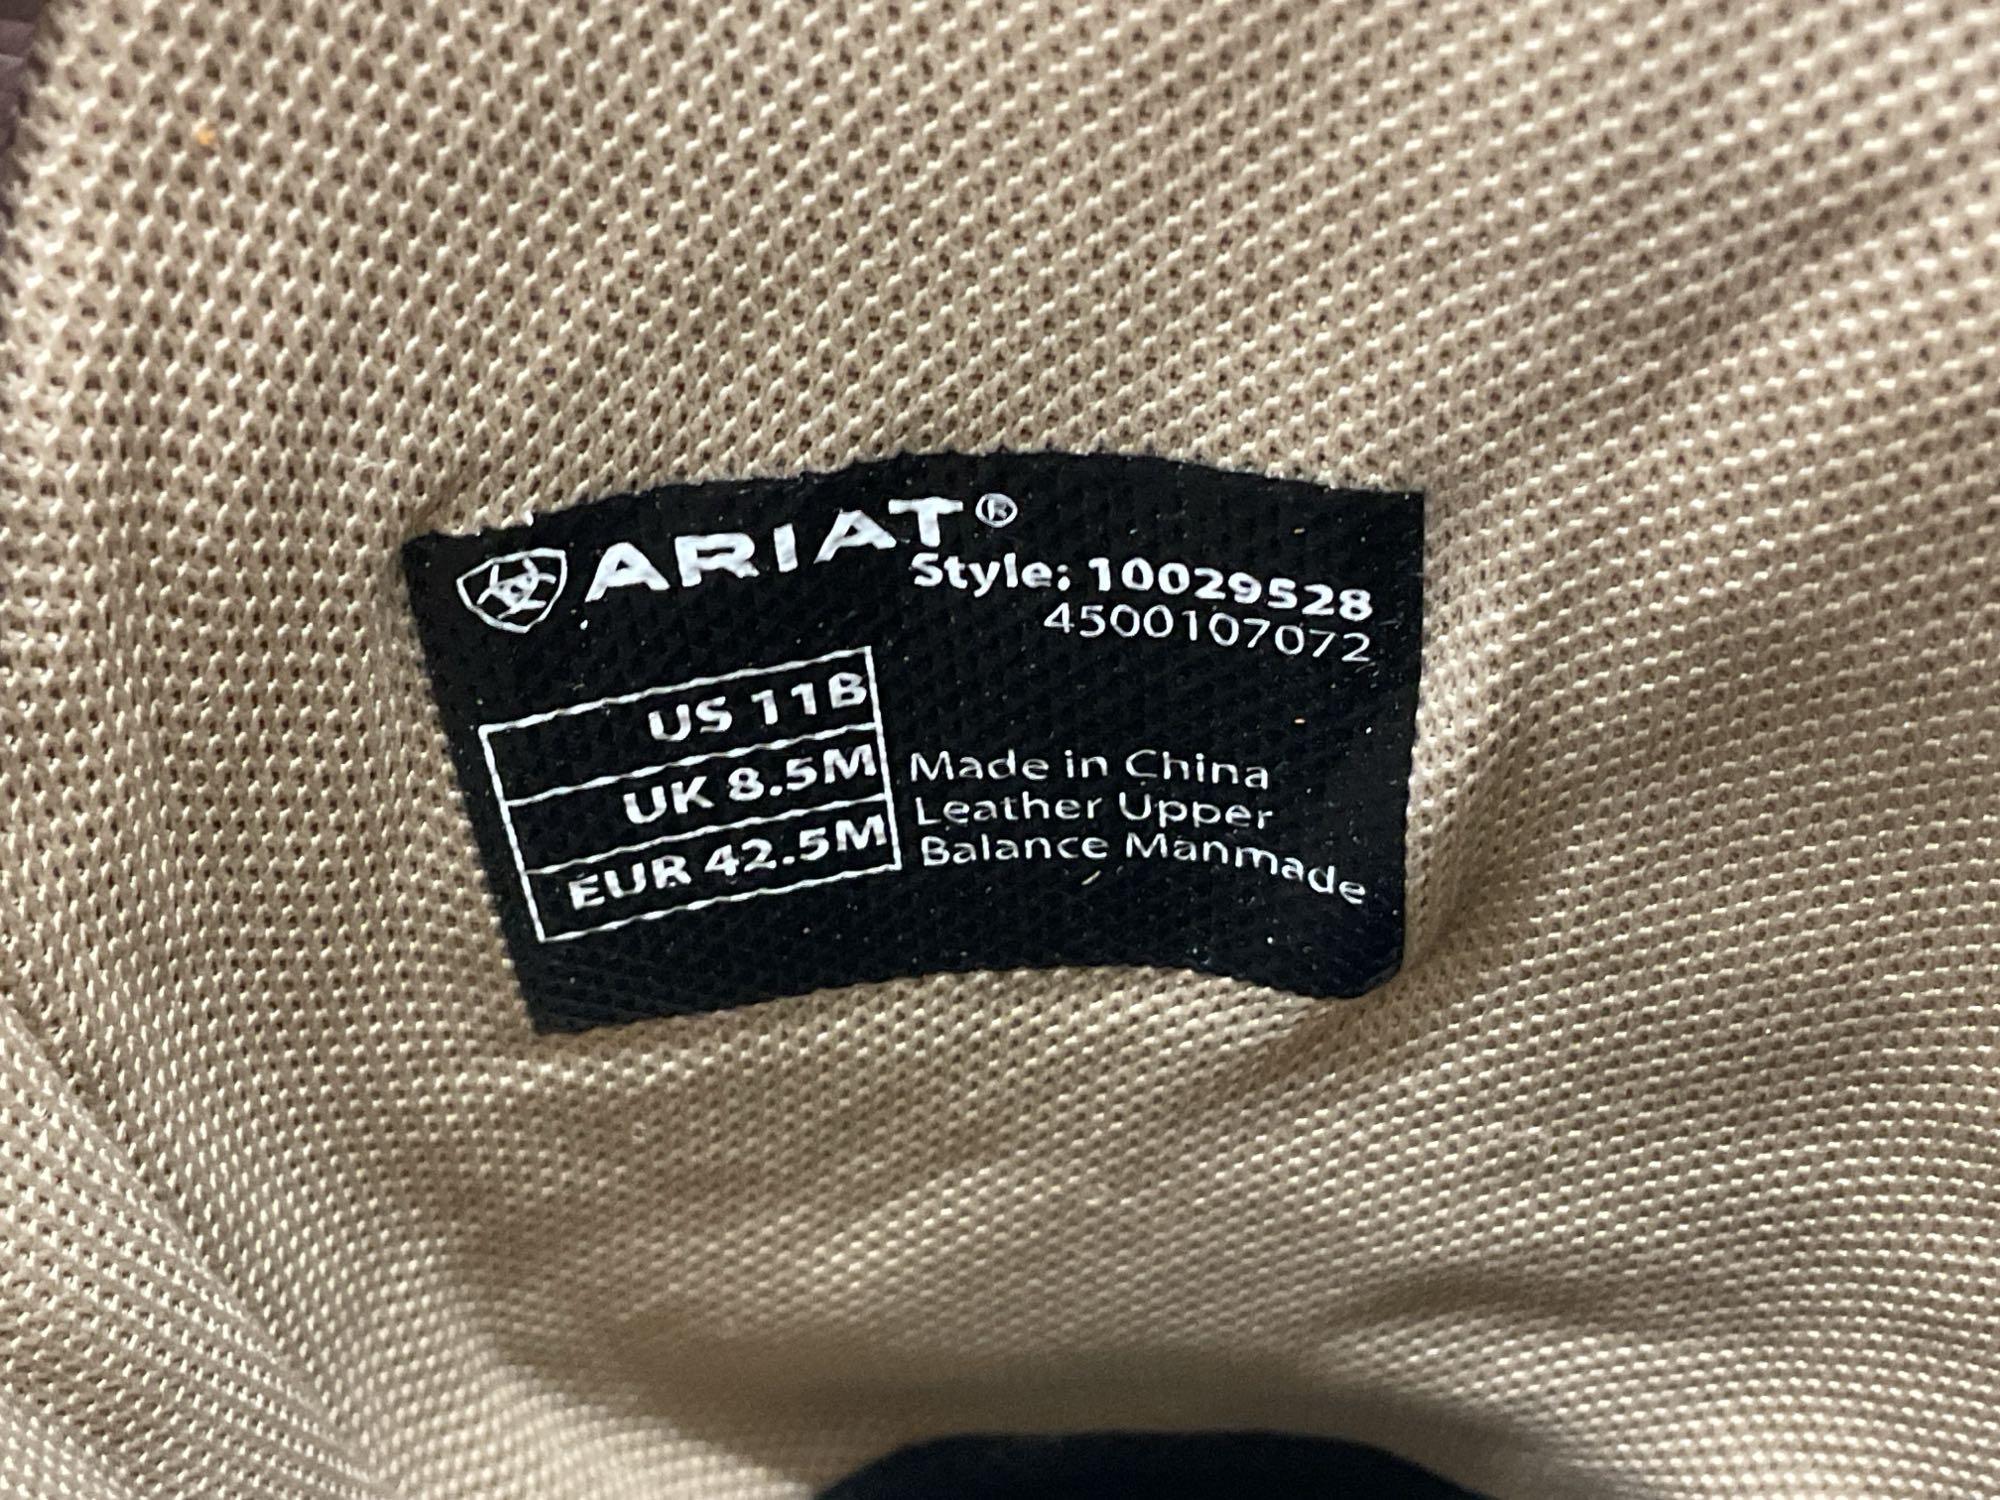 ARIAT®
Style: 10029528
4500107072
US 11B
UK 8.5M
EUR 42.5M
Made in China
Leather Upper
Balance Manmade